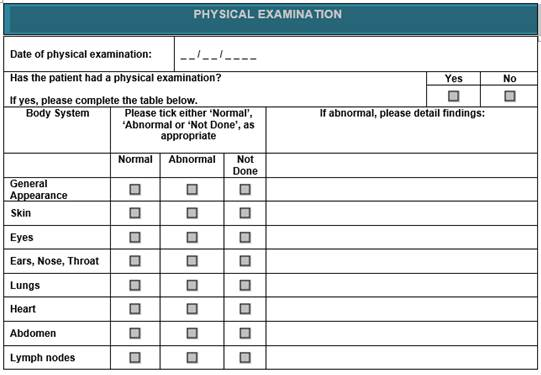 PHYSICAL EXAMINATION
Date of physical examination: _ _ / _ _ / _ _ _ _
Has the patient had a physical examination?
Yes No
If yes, please complete the table below.
Body System
Please tick either ‘Normal’,
‘Abnormal or ‘Not Done’, as
appropriate
If abnormal, please detail findings:
Normal Abnormal Not
Done
General
Appearance
Skin
Eyes
Ears, Nose, Throat
Lungs
Heart
Abdomen
Lymph nodes